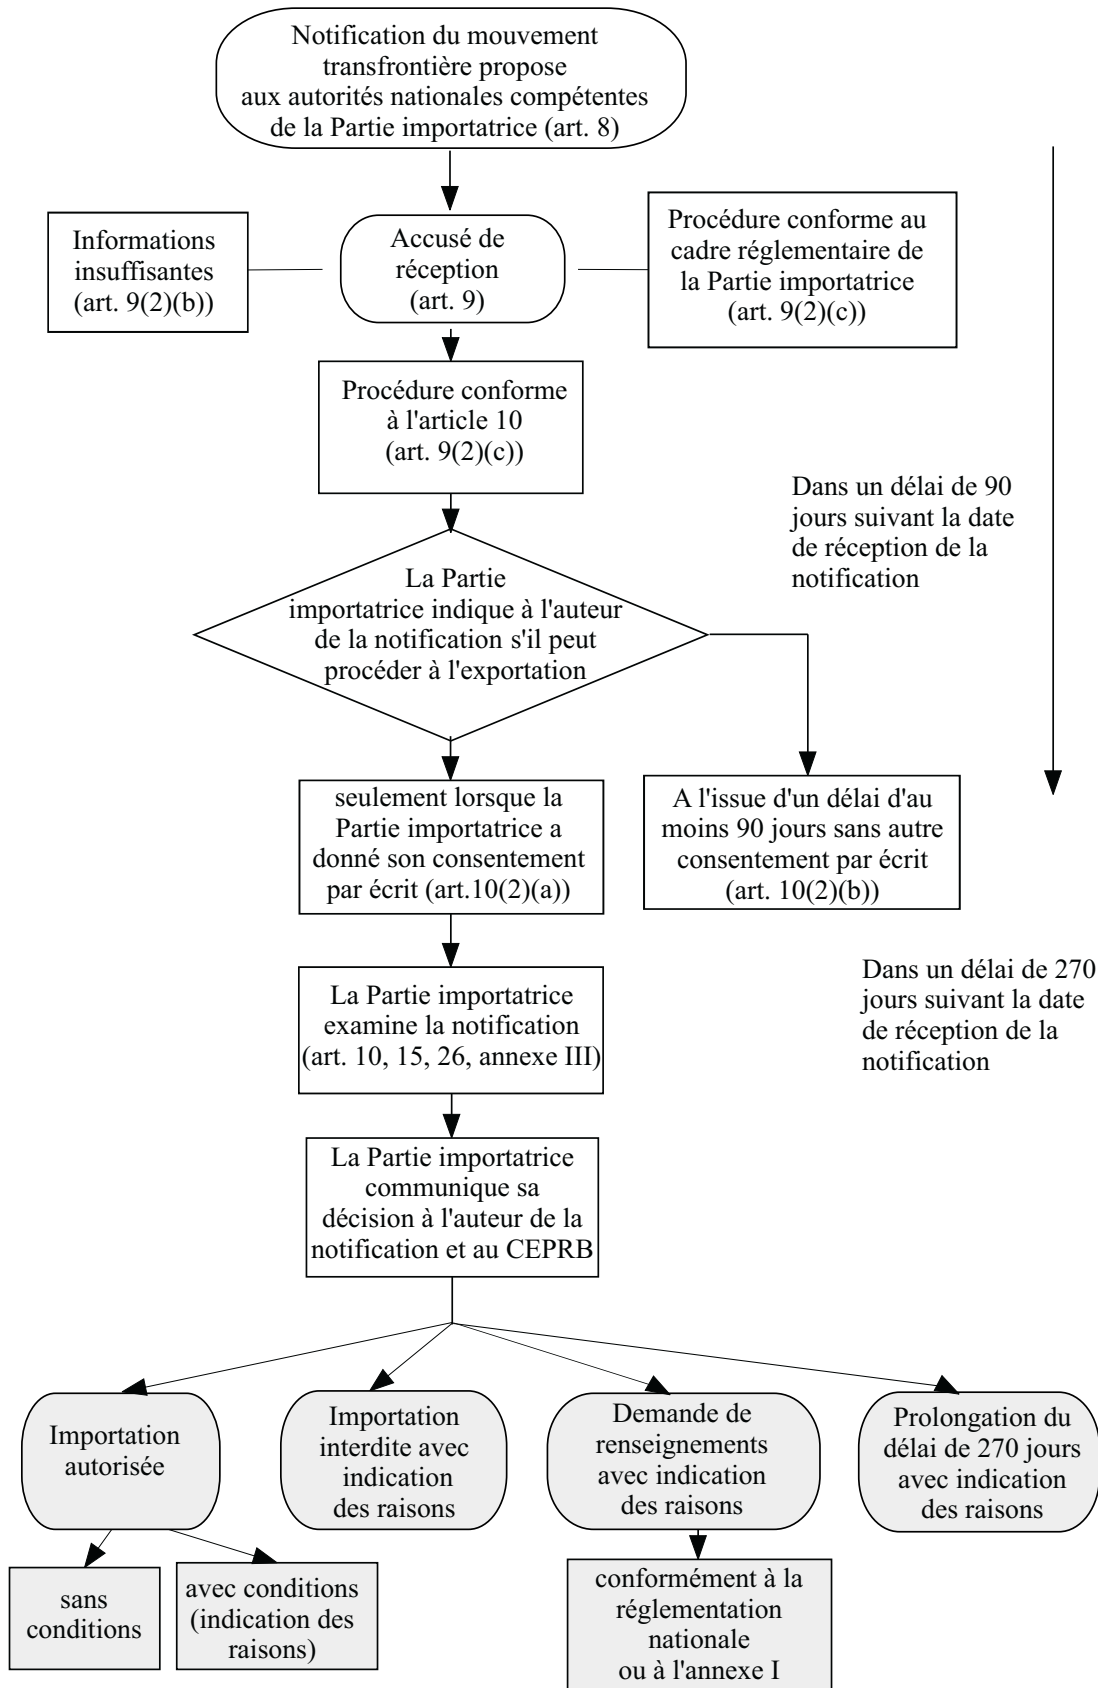 Notification du mouvement
transfrontière propose
aux autorités nationales compétentes
de la Partie importatrice (art. 8)
Informations
insuffisantes
(art. 9(2)(b))
Accusé de
réception
(art. 9)
Procédure conforme au
cadre réglementaire de
la Partie importatrice
(art. 9(2)(c))
Procédure conforme
à l'article 10
(art. 9(2)(c))
Dans un délai de 90
jours suivant la date
de réception de la
notification
La Partie
importatrice indique à l'auteur
de la notification s'il peut
procéder à l'exportation
seulement lorsque la
Partie importatrice a
donné son consentement
par écrit (art.10(2)(a))
A l'issue d'un délai d'au
moins 90 jours sans autre
consentement par écrit
(art. 10(2)(b))
La Partie importatrice
examine la notification
(art. 10, 15, 26, annexe III)
Dans un délai de 270
jours suivant la date
de réception de la
notification
La Partie importatrice
communique sa
décision à l'auteur de la
notification et au CEPRB
Importation
autorisée
Importation
interdite avec
indication
des raisons
Demande de
renseignements
avec indication
des raisons
Prolongation du
délai de 270 jours
avec indication
des raisons
sans
conditions
avec conditions
(indication des
raisons)
conformément à la
réglementation
nationale
ou à l'annexe I